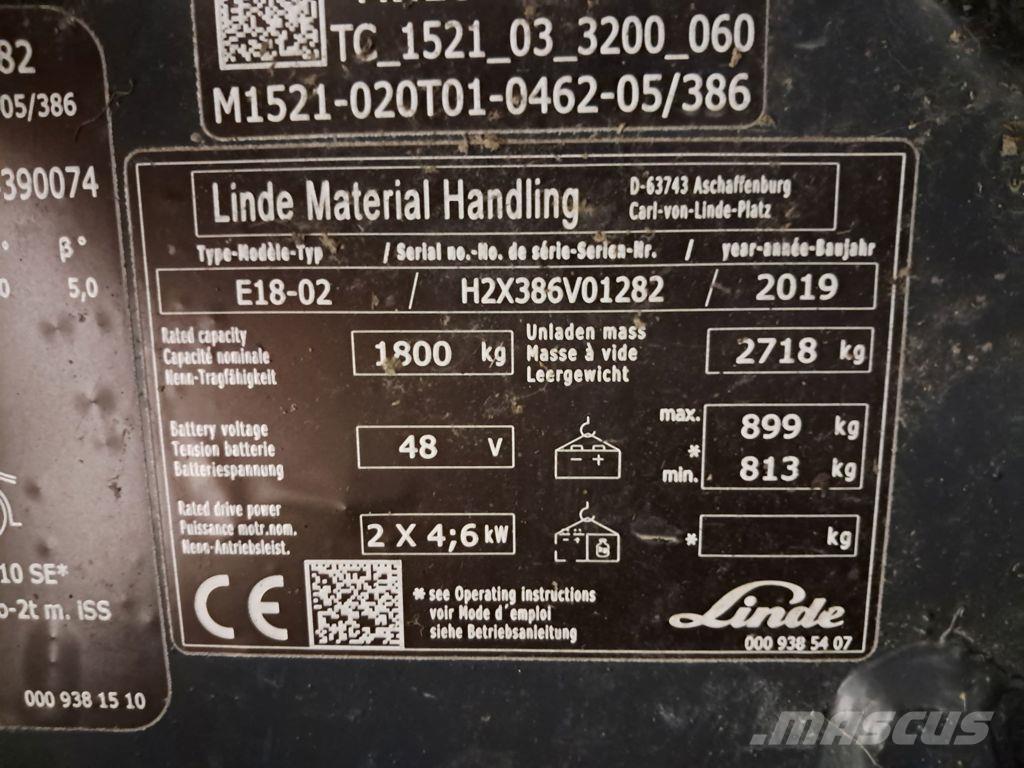 TC_1521_03_3200_060
M1521-020T01-0462-05/386
82
05/386
390074
° β°
0 5,0
10 SE*
-2t m. iSS
000 938 15 10
Linde Material Handling
D-63743 Aschaffenburg
Carl-von-Linde-Platz
Type-Modèle-Typ / Serial no.-No. de série-Serien-Nr. / year-année-Baujahr
E18-02 / H2X386V01282 / 2019
Rated capacity
Capacité nominale
Nenn-Tragfähigkeit
1800 kg
Unladen mass
Masse à vide
Leergewicht
2718 kg
Battery voltage
Tension batterie
Batteriespannung
48 V
max. 899 kg
*
min. 813 kg
Rated drive power
Puissance motr.nom.
Nenn-Antriebsleist.
2 X 4;6 kW
* kg
CE
* see Operating instructions
voir Mode d'emploi
siehe Betriebsanleitung
Linde
000 938 54 07
MASCUS